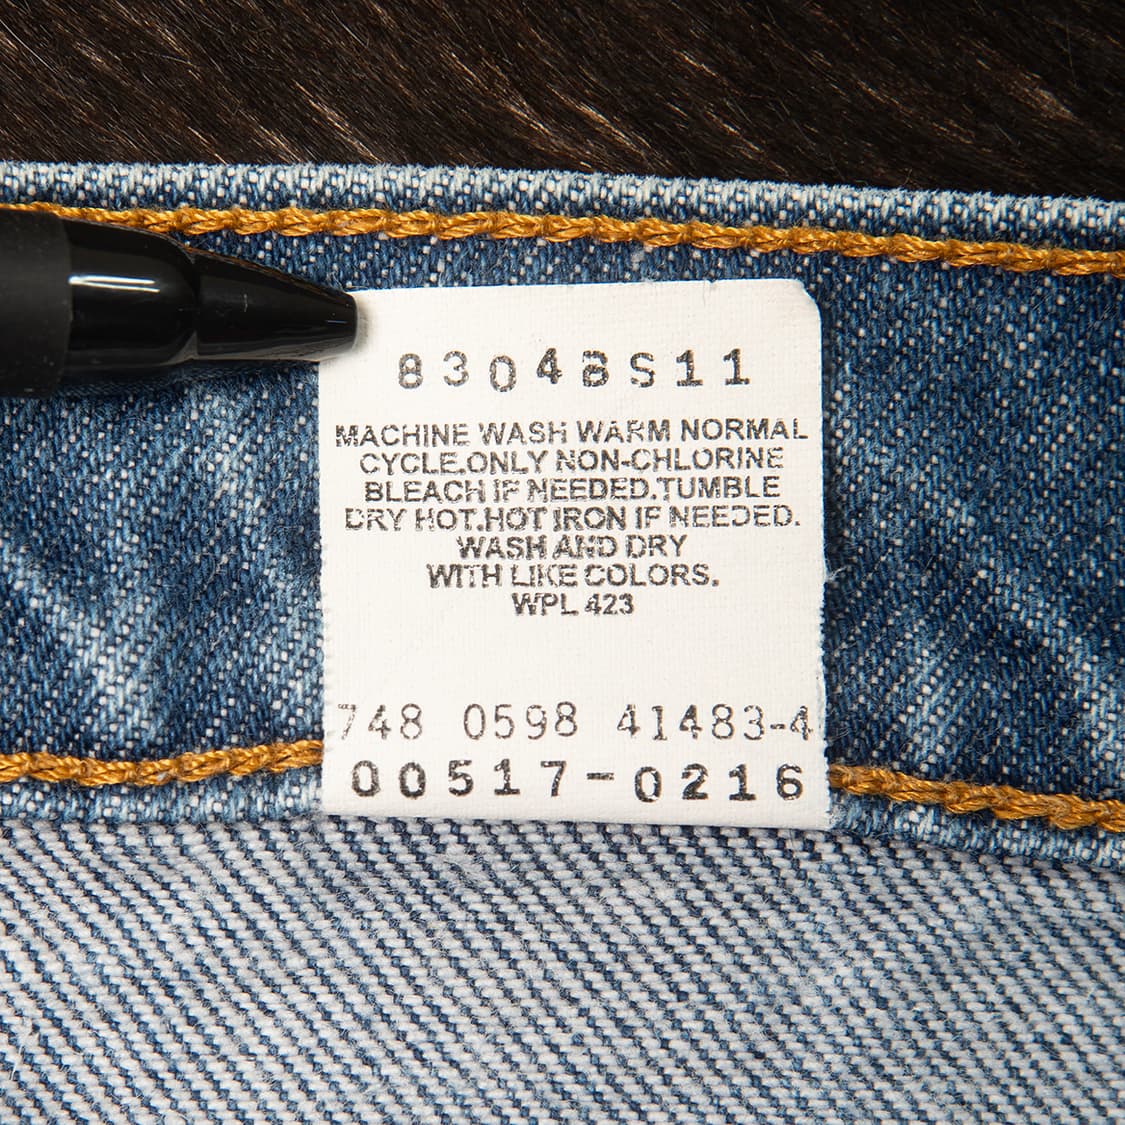 83048S11
MACHINE WASH WARM NORMAL
CYCLE.ONLY NON-CHLORINE
BLEACH IF NEEDED.TUMBLE
DRY HOT.HOT IRON IF NEEDED.
WASH AND DRY
WITH LIKE COLORS.
WPL 423
748 0598 41483-4
00517-0216